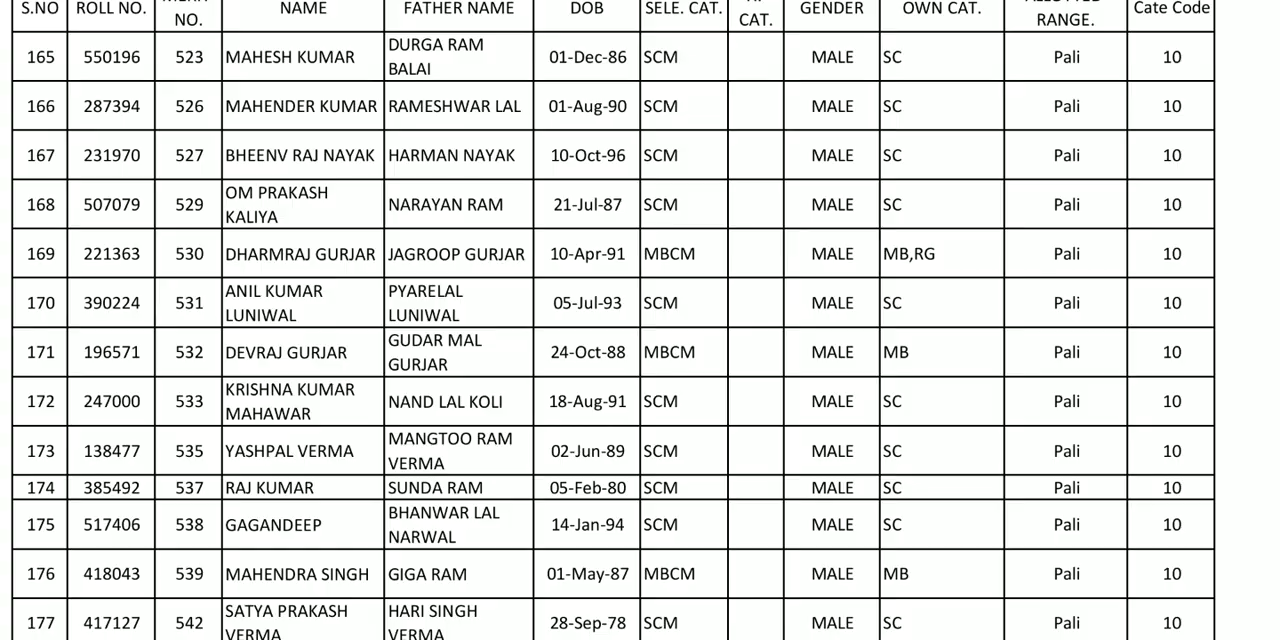 S.NO ROLL NO. NO. NAME FATHER NAME DOB SELE. CAT. CAT. GENDER OWN CAT. RANGE. Cate Code
165 550196 523 MAHESH KUMAR DURGA RAM BALAI 01-Dec-86 SCM MALE SC Pali 10
166 287394 526 MAHENDER KUMAR RAMESHWAR LAL 01-Aug-90 SCM MALE SC Pali 10
167 231970 527 BHEENV RAJ NAYAK HARMAN NAYAK 10-Oct-96 SCM MALE SC Pali 10
168 507079 529 OM PRAKASH KALIYA NARAYAN RAM 21-Jul-87 SCM MALE SC Pali 10
169 221363 530 DHARMRAJ GURJAR JAGROOP GURJAR 10-Apr-91 MBCM MALE MB,RG Pali 10
170 390224 531 ANIL KUMAR LUNIWAL PYARELAL LUNIWAL 05-Jul-93 SCM MALE SC Pali 10
171 196571 532 DEVRAJ GURJAR GUDAR MAL GURJAR 24-Oct-88 MBCM MALE MB Pali 10
172 247000 533 KRISHNA KUMAR MAHAWAR NAND LAL KOLI 18-Aug-91 SCM MALE SC Pali 10
173 138477 535 YASHPAL VERMA MANGTOO RAM VERMA 02-Jun-89 SCM MALE SC Pali 10
174 385492 537 RAJ KUMAR SUNDA RAM 05-Feb-80 SCM MALE SC Pali 10
175 517406 538 GAGANDEEP BHANWAR LAL NARWAL 14-Jan-94 SCM MALE SC Pali 10
176 418043 539 MAHENDRA SINGH GIGA RAM 01-May-87 MBCM MALE MB Pali 10
177 417127 542 SATYA PRAKASH VERMA HARI SINGH VERMA 28-Sep-78 SCM MALE SC Pali 10